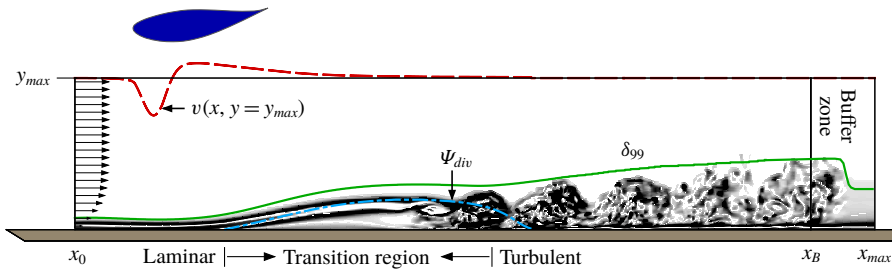 y_max
v(x, y = y_max)
Buffer
zone
Ψ_div
δ_99
x_0
Laminar
Transition region
Turbulent
x_B
x_max